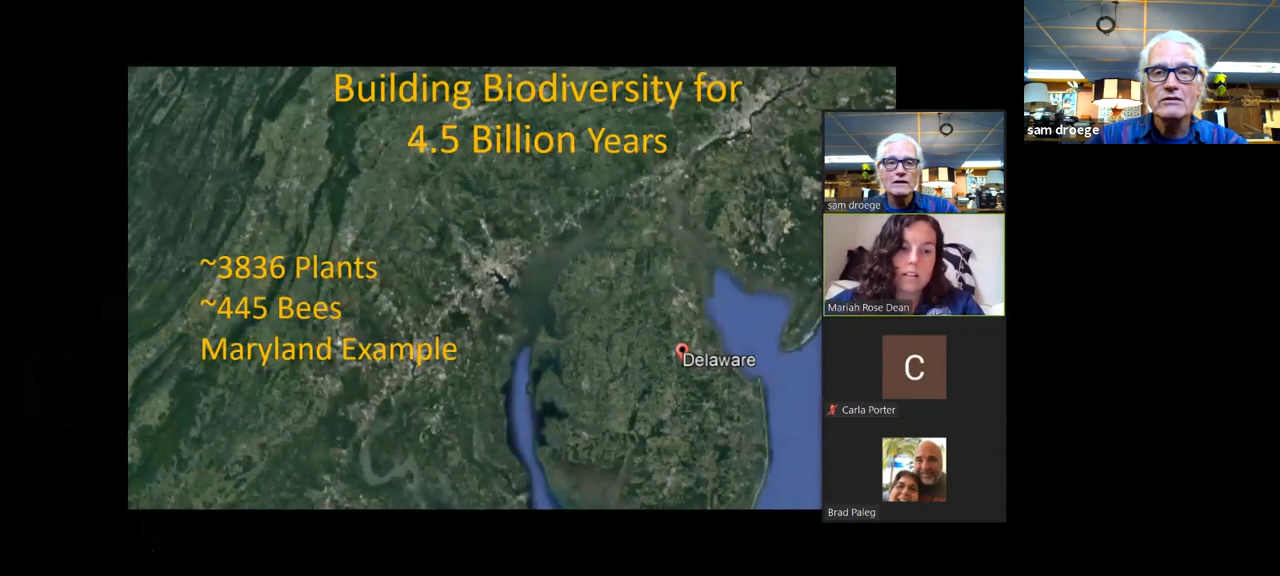 Building Biodiversity for
4.5 Billion Years
~3836 Plants
~445 Bees
Maryland Example
Delaware
sam droege
Mariah Rose Dean
C
Carla Porter
Brad Paleg
sam droege